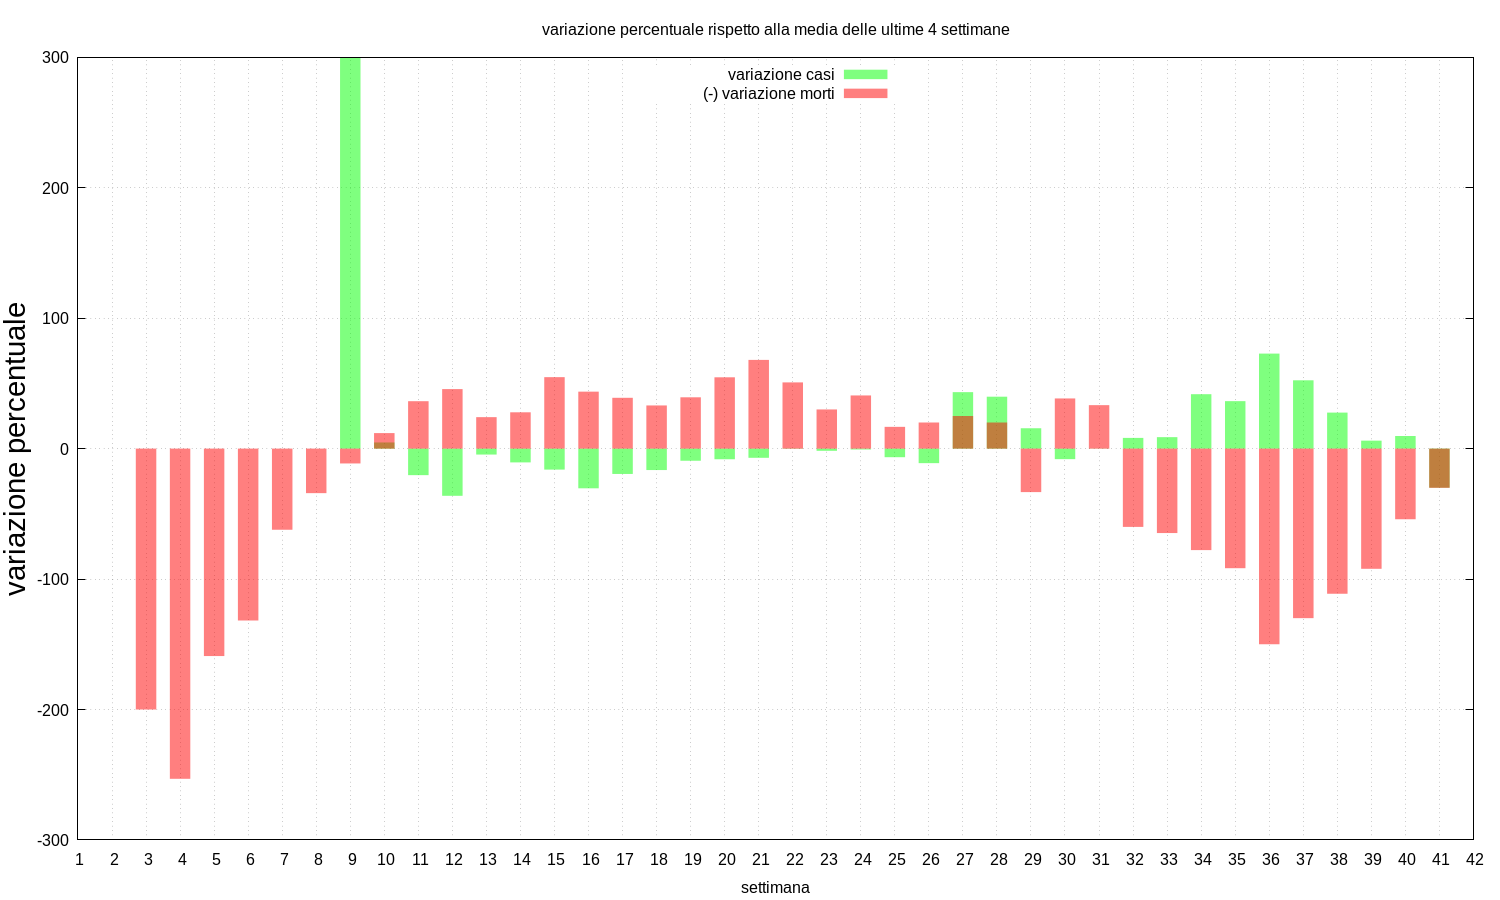 variazione percentuale rispetto alla media delle ultime 4 settimane
variazione casi
(-) variazione morti
variazione percentuale
300
200
100
0
-100
-200
-300
1 2 3 4 5 6 7 8 9 10 11 12 13 14 15 16 17 18 19 20 21 22 23 24 25 26 27 28 29 30 31 32 33 34 35 36 37 38 39 40 41 42
settimana